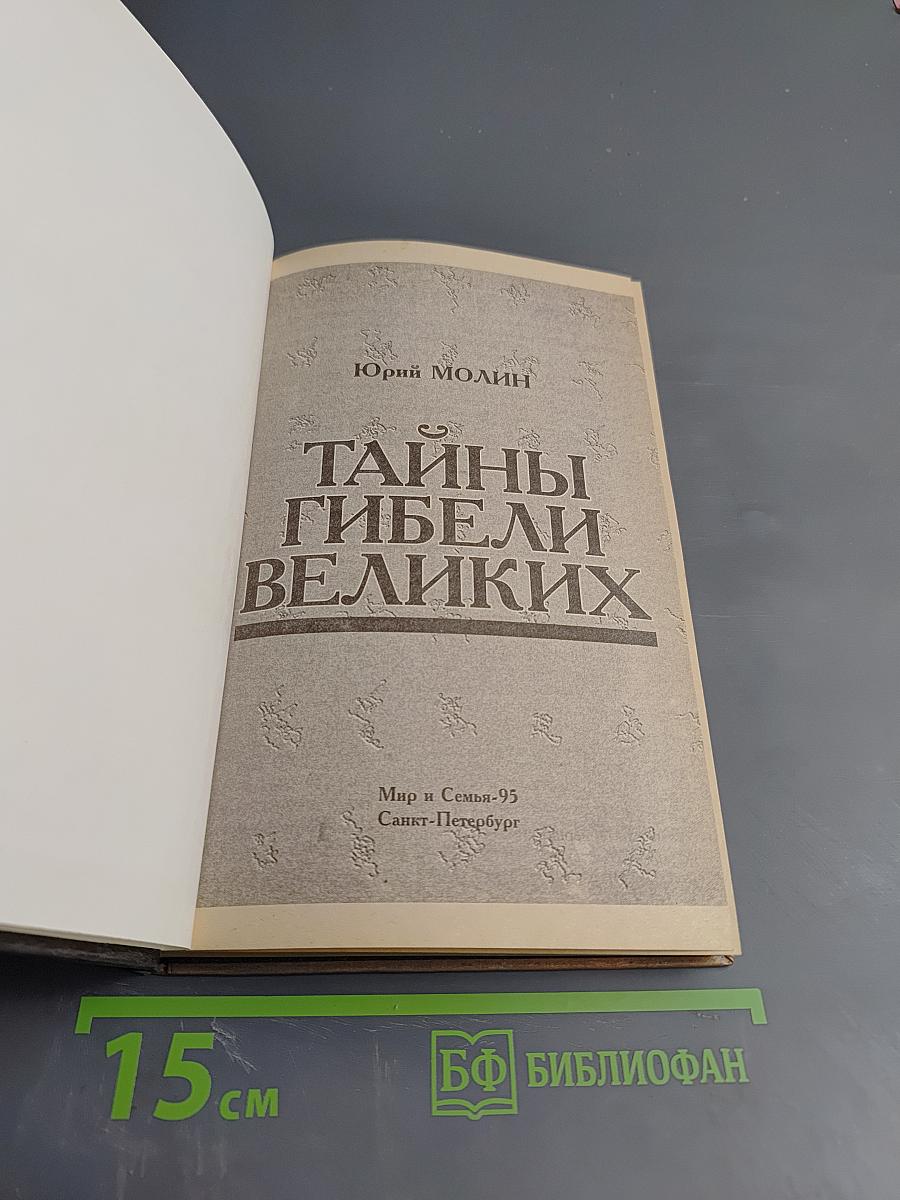 Юрий МОЛИН
ТАЙНЫ
ГИБЕЛИ
ВЕЛИКИХ
Мир и Семья-95
Санкт-Петербург
15 см
БФ БИБЛИОФАН